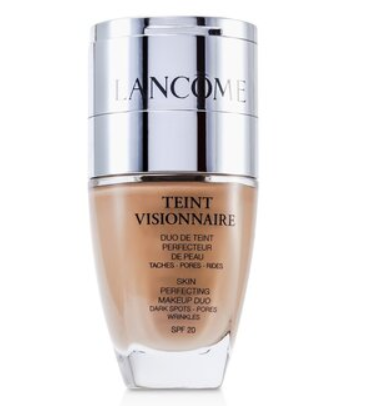 LANCÔME
TEINT
VISIONNAIRE
DUO DE TEINT
PERFECTEUR
DE PEAU
TACHES - PORES - RIDES
SKIN
PERFECTING
MAKEUP DUO
DARK SPOTS - PORES
WRINKLES
SPF 20